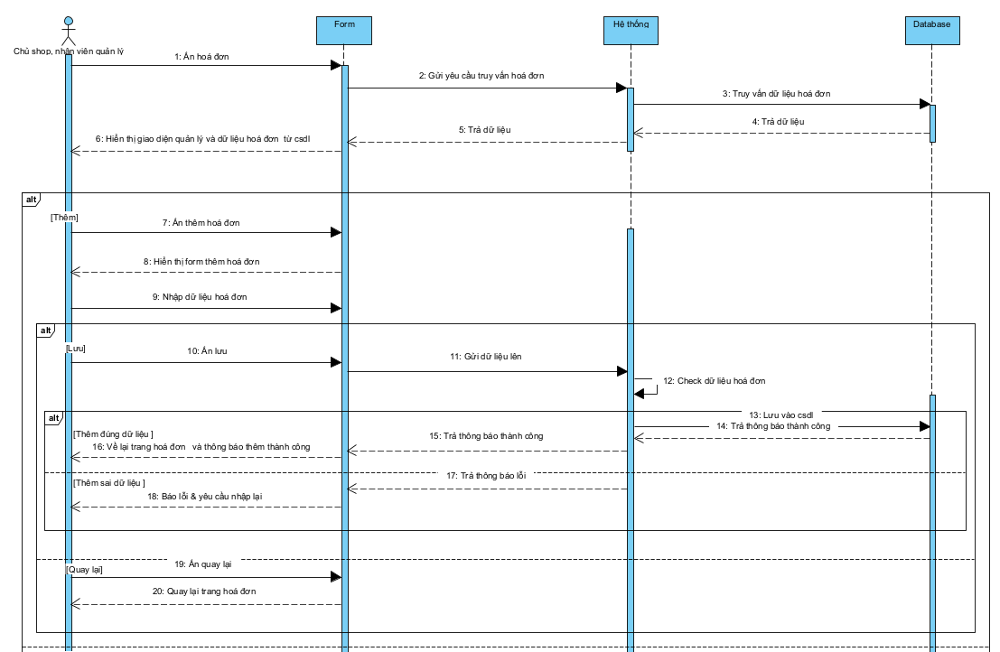 Form
Hệ thống
Database
Chủ shop, nhân viên quản lý
1: Ấn hoá đơn
2: Gửi yêu cầu truy vấn hoá đơn
3: Truy vấn dữ liệu hoá đơn
4: Trả dữ liệu
5: Trả dữ liệu
6: Hiển thị giao diện quản lý và dữ liệu hoá đơn từ csdl
alt
[Thêm]
7: Ấn thêm hoá đơn
8: Hiển thị form thêm hoá đơn
9: Nhập dữ liệu hoá đơn
alt
[Lưu]
10: Ấn lưu
11: Gửi dữ liệu lên
12: Check dữ liệu hoá đơn
alt
13: Lưu vào csdl
14: Trả thông báo thành công
[Thêm đúng dữ liệu ]
15: Trả thông báo thành công
16: Về lại trang hoá đơn và thông báo thêm thành công
17: Trả thông báo lỗi
[Thêm sai dữ liệu ]
18: Báo lỗi & yêu cầu nhập lại
19: Ấn quay lại
[Quay lại]
20: Quay lại trang hoá đơn